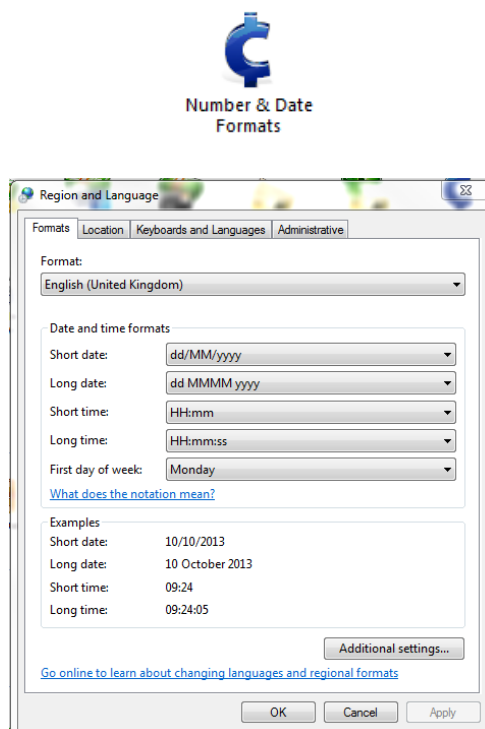 Number & Date
Formats
Region and Language
Formats Location Keyboards and Languages Administrative
Format:
English (United Kingdom)
Date and time formats
Short date: dd/MM/yyyy
Long date: dd MMMM yyyy
Short time: HH:mm
Long time: HH:mm:ss
First day of week: Monday
What does the notation mean?
Examples
Short date: 10/10/2013
Long date: 10 October 2013
Short time: 09:24
Long time: 09:24:05
Additional settings...
Go online to learn about changing languages and regional formats
OK Cancel Apply